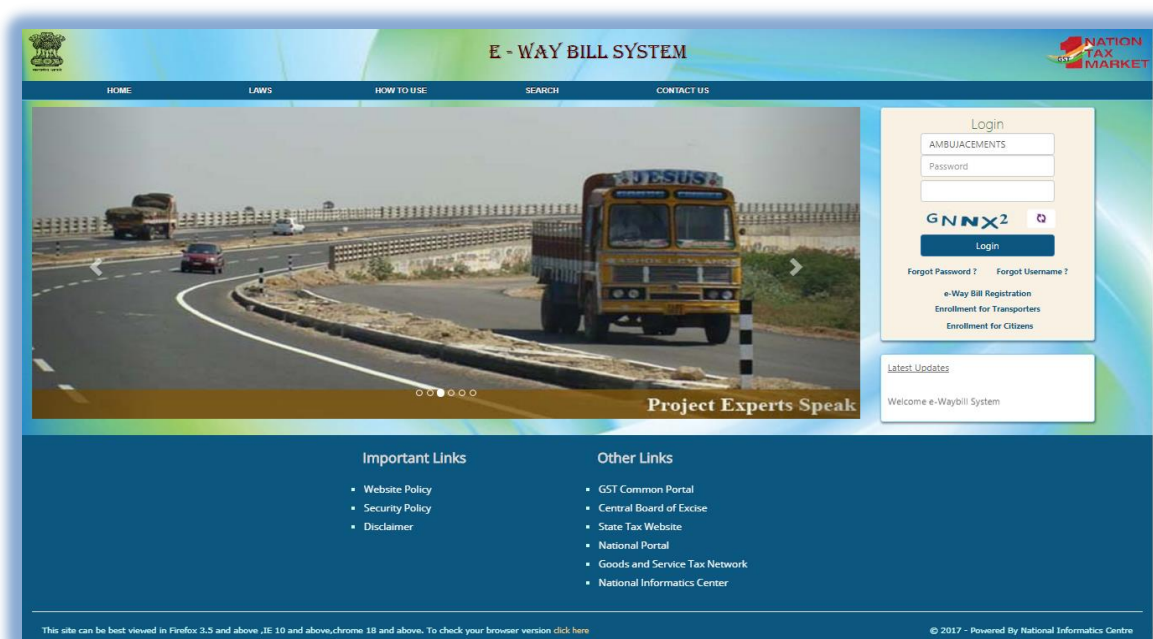 E - WAY BILL SYSTEM
GST
NATION
TAX
MARKET
HOME LAWS HOW TO USE SEARCH CONTACT US
JESUS
ASHOK LEYLAND
Project Experts Speak
Login
AMBUJACEMENTS
Password
GNNX2
Login
Forgot Password ? Forgot Username ?
e-Way Bill Registration
Enrollment for Transporters
Enrollment for Citizens
Latest Updates
Welcome e-Waybill System
Important Links
Website Policy
Security Policy
Disclaimer
Other Links
GST Common Portal
Central Board of Excise
State Tax Website
National Portal
Goods and Service Tax Network
National Informatics Center
This site can be best viewed in Firefox 3.5 and above ,IE 10 and above,chrome 18 and above. To check your browser version click here
© 2017 - Powered By National Informatics Centre